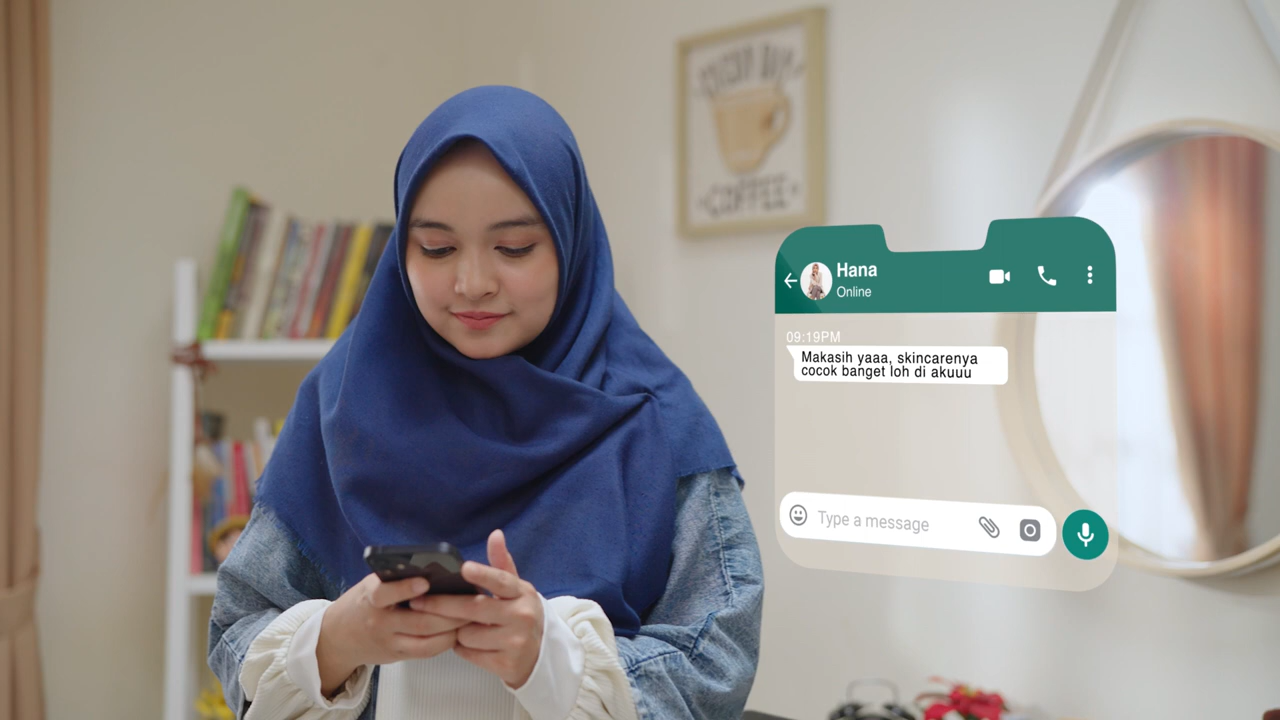 COFFEE
Hana
Online
09:19PM
Makasih yaaa, skincarenya
cocok banget loh di akuuu
Type a message